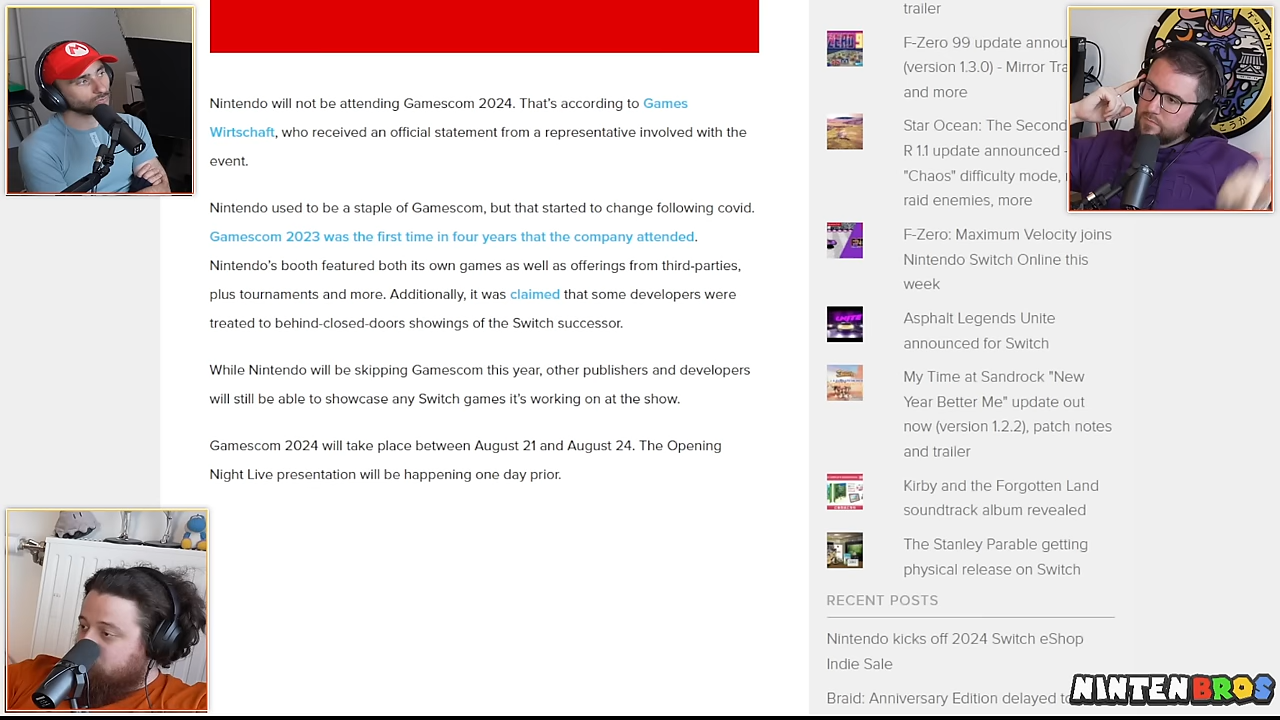 Nintendo will not be attending Gamescom 2024. That’s according to Games
Wirtschaft, who received an official statement from a representative involved with the
event.
Nintendo used to be a staple of Gamescom, but that started to change following covid.
Gamescom 2023 was the first time in four years that the company attended.
Nintendo’s booth featured both its own games as well as offerings from third-parties,
plus tournaments and more. Additionally, it was claimed that some developers were
treated to behind-closed-doors showings of the Switch successor.
While Nintendo will be skipping Gamescom this year, other publishers and developers
will still be able to showcase any Switch games it’s working on at the show.
Gamescom 2024 will take place between August 21 and August 24. The Opening
Night Live presentation will be happening one day prior.
trailer
F-Zero 99 update annou
(version 1.3.0) - Mirror Tra
and more
Star Ocean: The Second
R 1.1 update announced -
"Chaos" difficulty mode,
raid enemies, more
F-Zero: Maximum Velocity joins
Nintendo Switch Online this
week
Asphalt Legends Unite
announced for Switch
My Time at Sandrock "New
Year Better Me" update out
now (version 1.2.2), patch notes
and trailer
Kirby and the Forgotten Land
soundtrack album revealed
The Stanley Parable getting
physical release on Switch
RECENT POSTS
Nintendo kicks off 2024 Switch eShop
Indie Sale
Braid: Anniversary Edition delayed to
NINTENBROS